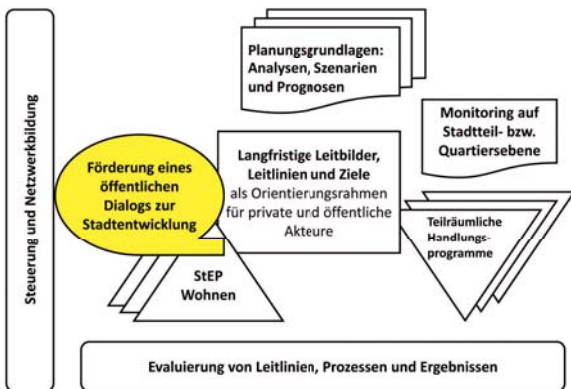 Steuerung und Netzwerkbildung
Planungsgrundlagen:
Analysen, Szenarien
und Prognosen
Monitoring auf
Stadtteil- bzw.
Quartiersebene
Förderung eines
öffentlichen
Dialogs zur
Stadtentwicklung
Langfristige Leitbilder,
Leitlinien und Ziele
als Orientierungsrahmen
für private und öffentliche
Akteure
Teilräumliche
Handlungs-
programme
StEP
Wohnen
Evaluierung von Leitlinien, Prozessen und Ergebnissen